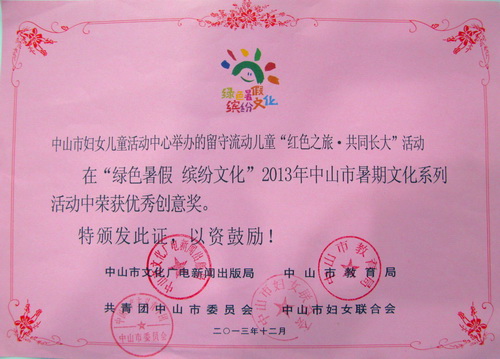 绿色暑假
缤纷文化
中山市妇女儿童活动中心举办的留守流动儿童“红色之旅·共同长大”活动
在“绿色暑假 缤纷文化”2013年中山市暑期文化系列
活动中荣获优秀创意奖。
特颁发此证，以资鼓励！
中山市文化广电新闻出版局 中山市教育局
共青团中山市委员会 中山市妇女联合会
二〇一三年十二月